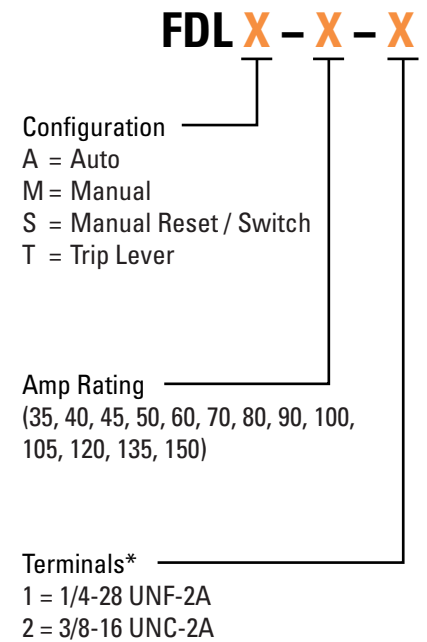 FDL X – X – X
Configuration
A = Auto
M = Manual
S = Manual Reset / Switch
T = Trip Lever
Amp Rating
(35, 40, 45, 50, 60, 70, 80, 90, 100,
105, 120, 135, 150)
Terminals*
1 = 1/4-28 UNF-2A
2 = 3/8-16 UNC-2A